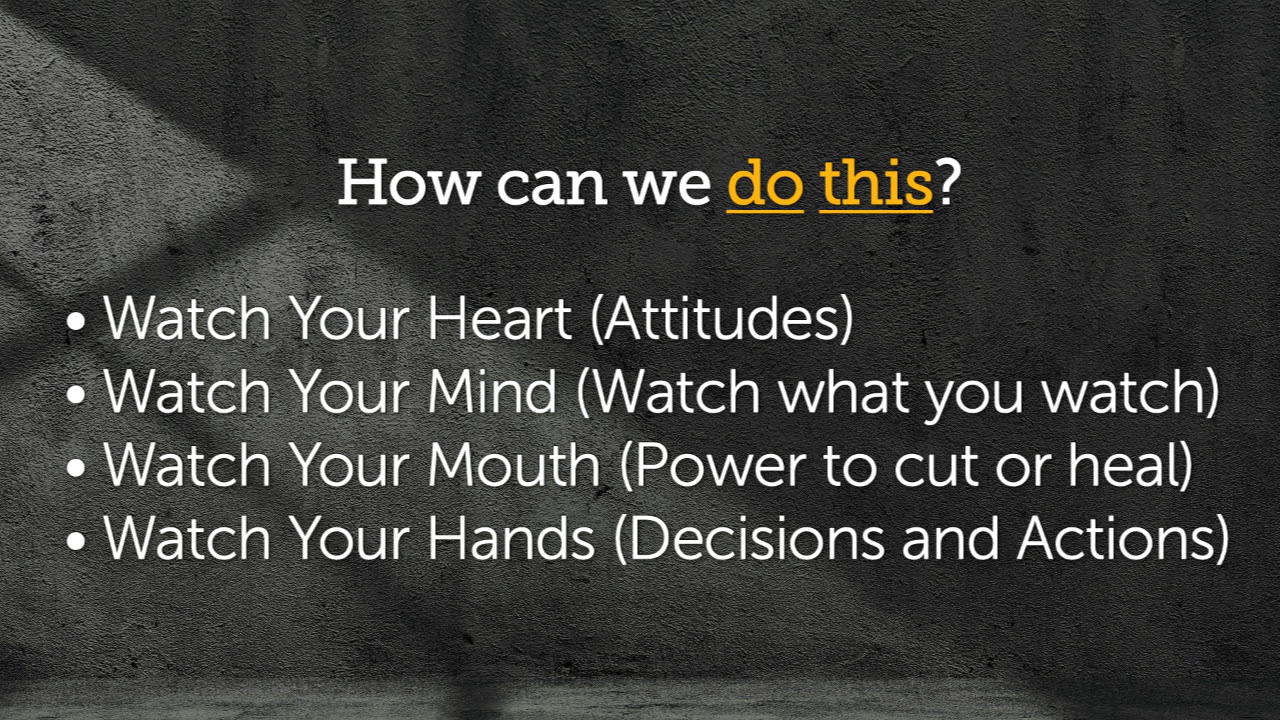 How can we do this?
• Watch Your Heart (Attitudes)
• Watch Your Mind (Watch what you watch)
• Watch Your Mouth (Power to cut or heal)
• Watch Your Hands (Decisions and Actions)